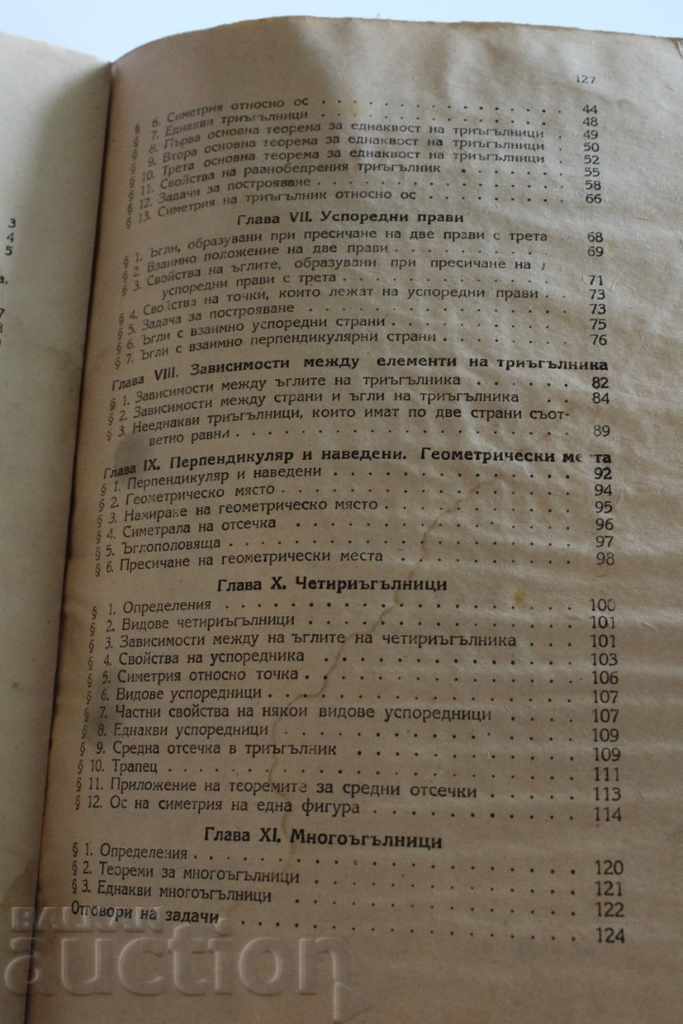 127
§ 6. Симетрия относно ос . . . 44
§ 7. Еднакви триъгълници . . . 48
§ 8. Първа основна теорема за еднаквост на триъгълници . 49
§ 9. Втора основна теорема за еднаквост на триъгълници . 50
§ 10. Трета основна теорема за еднаквост на триъгълници . 52
§ 11. Свойства на раанобедрения триъгълник . . . 55
§ 12. Задачи за построяване . . . 58
§ 13. Симетрия на триъгълник относно ос . . . 66
Глава VII. Успоредни прави
§ 1. Ъгли, образувани при пресичане на две прави с трета 68
§ 2. Взаимно положение на две прави . . . 69
§ 3. Свойства на ъглите, образувани при пресичане на
успоредни прави с трета . . . 71
§ 4. Свойства на точки, които лежат на успоредни прави . 73
§ 5. Задача за построяване . . . 73
§ 6. Ъгли с взаимно успоредни страни . . . 75
§ 7. Ъгли с взаимно перпендикулярни страни . . . 76
Глава VIII. Зависимости между елементи на триъгълника
§ 1. Зависимости между ъглите на триъгълника . . . 82
§ 2. Зависимости между страни и ъгли на триъгълника . . . 84
§ 3. Нееднакви триъгълници, които имат по две страни съот-
ветно равни . . . 89
Глава IX. Перпендикуляр и наведени. Геометрически места
§ 1. Перпендикуляр и наведени . . . 92
§ 2. Геометрическо място . . . 94
§ 3. Намиране на геометрическо място . . . 95
§ 4. Симетрала на отсечка . . . 96
§ 5. Ъглополовяща . . . 97
§ 6. Пресичане на геометрически места . . . 98
Глава X. Четириъгълници
§ 1. Определения . . . 100
§ 2. Видове четириъгълници . . . 101
§ 3. Зависимости между на ъглите на четириъгълника . . . 101
§ 4. Свойства на успоредника . . . 103
§ 5. Симетрия относно точка . . . 106
§ 6. Видове успоредници . . . 107
§ 7. Частни свойства на някои видове успоредници . . . 107
§ 8. Еднакви успоредници . . . 109
§ 9. Средна отсечка в триъгълник . . . 109
§ 10. Трапец . . . 111
§ 11. Приложение на теоремите за средни отсечки . . . 113
§ 12. Ос на симетрия на една фигура . . . 114
Глава XI. Многоъгълници
§ 1. Определения . . . 120
§ 2. Теореми за многоъгълници . . . 121
§ 3. Еднакви многоъгълници . . . 122
Отговори на задачи . . . 124
3
4
5
а.
7
8
auction